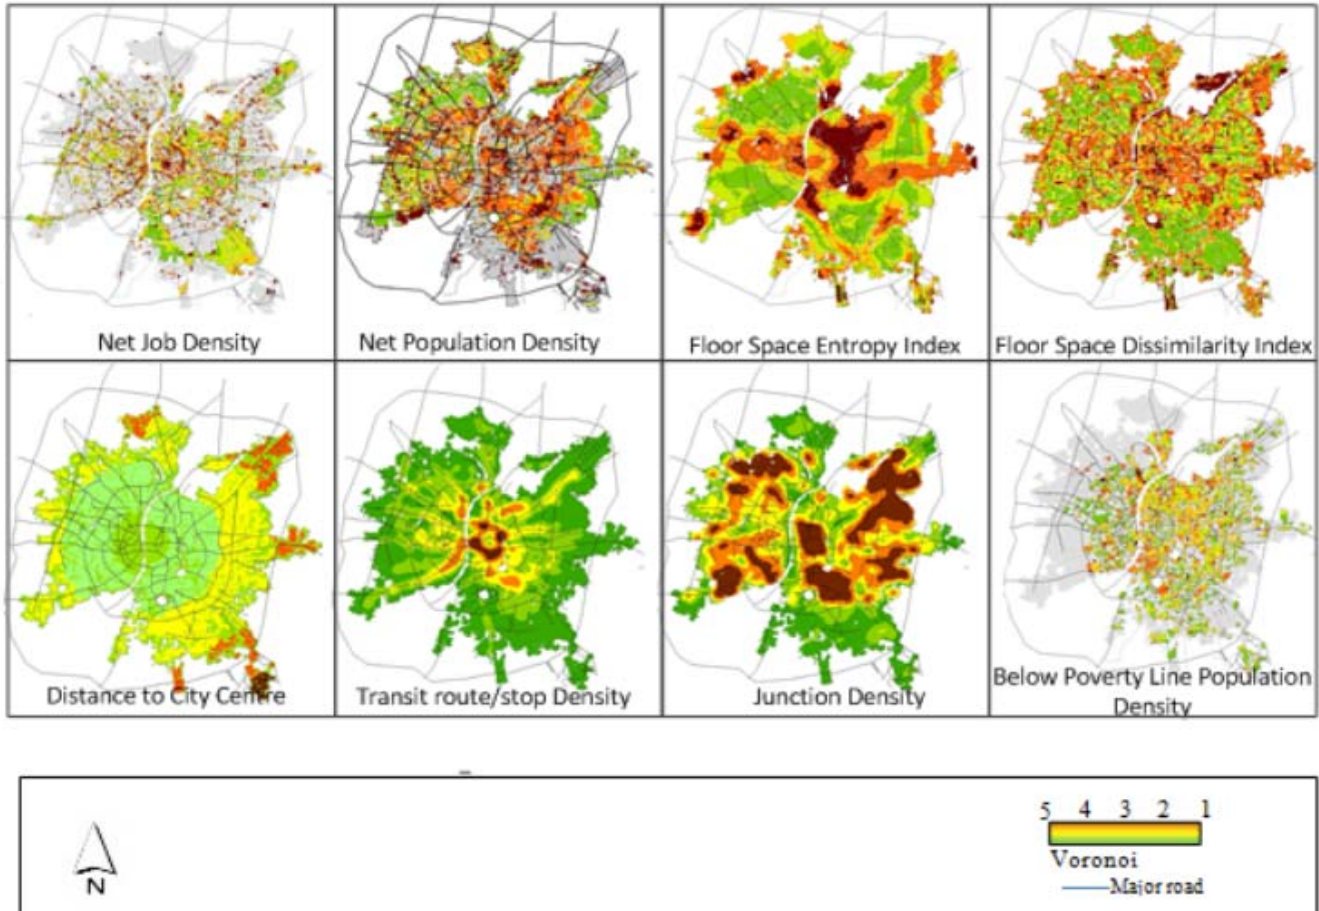 Net Job Density
Net Population Density
Floor Space Entropy Index
Floor Space Dissimilarity Index
Distance to City Centre
Transit route/stop Density
Junction Density
Below Poverty Line Population
Density
N
5 4 3 2 1
Voronoi
Major road